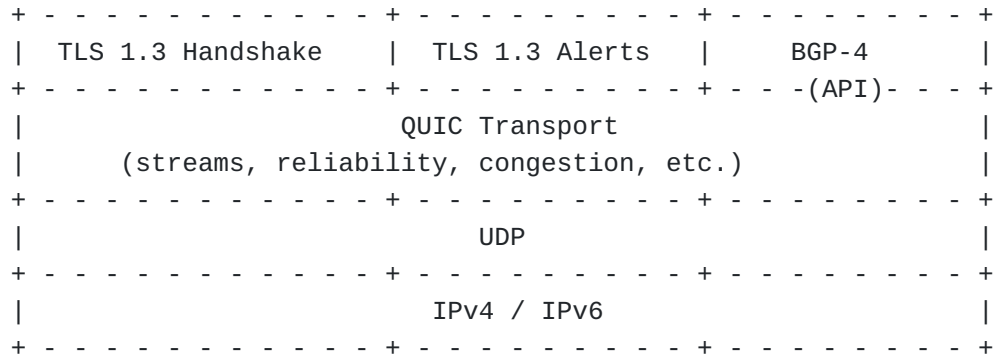 + - - - - - - - - - - - + - - - - - - - - - + - - - - - - - - +
|  TLS 1.3 Handshake    |  TLS 1.3 Alerts   |     BGP-4       |
+ - - - - - - - - - - - + - - - - - - - - - + - - -(API)- - - +
|                        QUIC Transport                       |
|      (streams, reliability, congestion, etc.)               |
+ - - - - - - - - - - - + - - - - - - - - - + - - - - - - - - +
|                             UDP                             |
+ - - - - - - - - - - - + - - - - - - - - - + - - - - - - - - +
|                          IPv4 / IPv6                        |
+ - - - - - - - - - - - + - - - - - - - - - + - - - - - - - - +